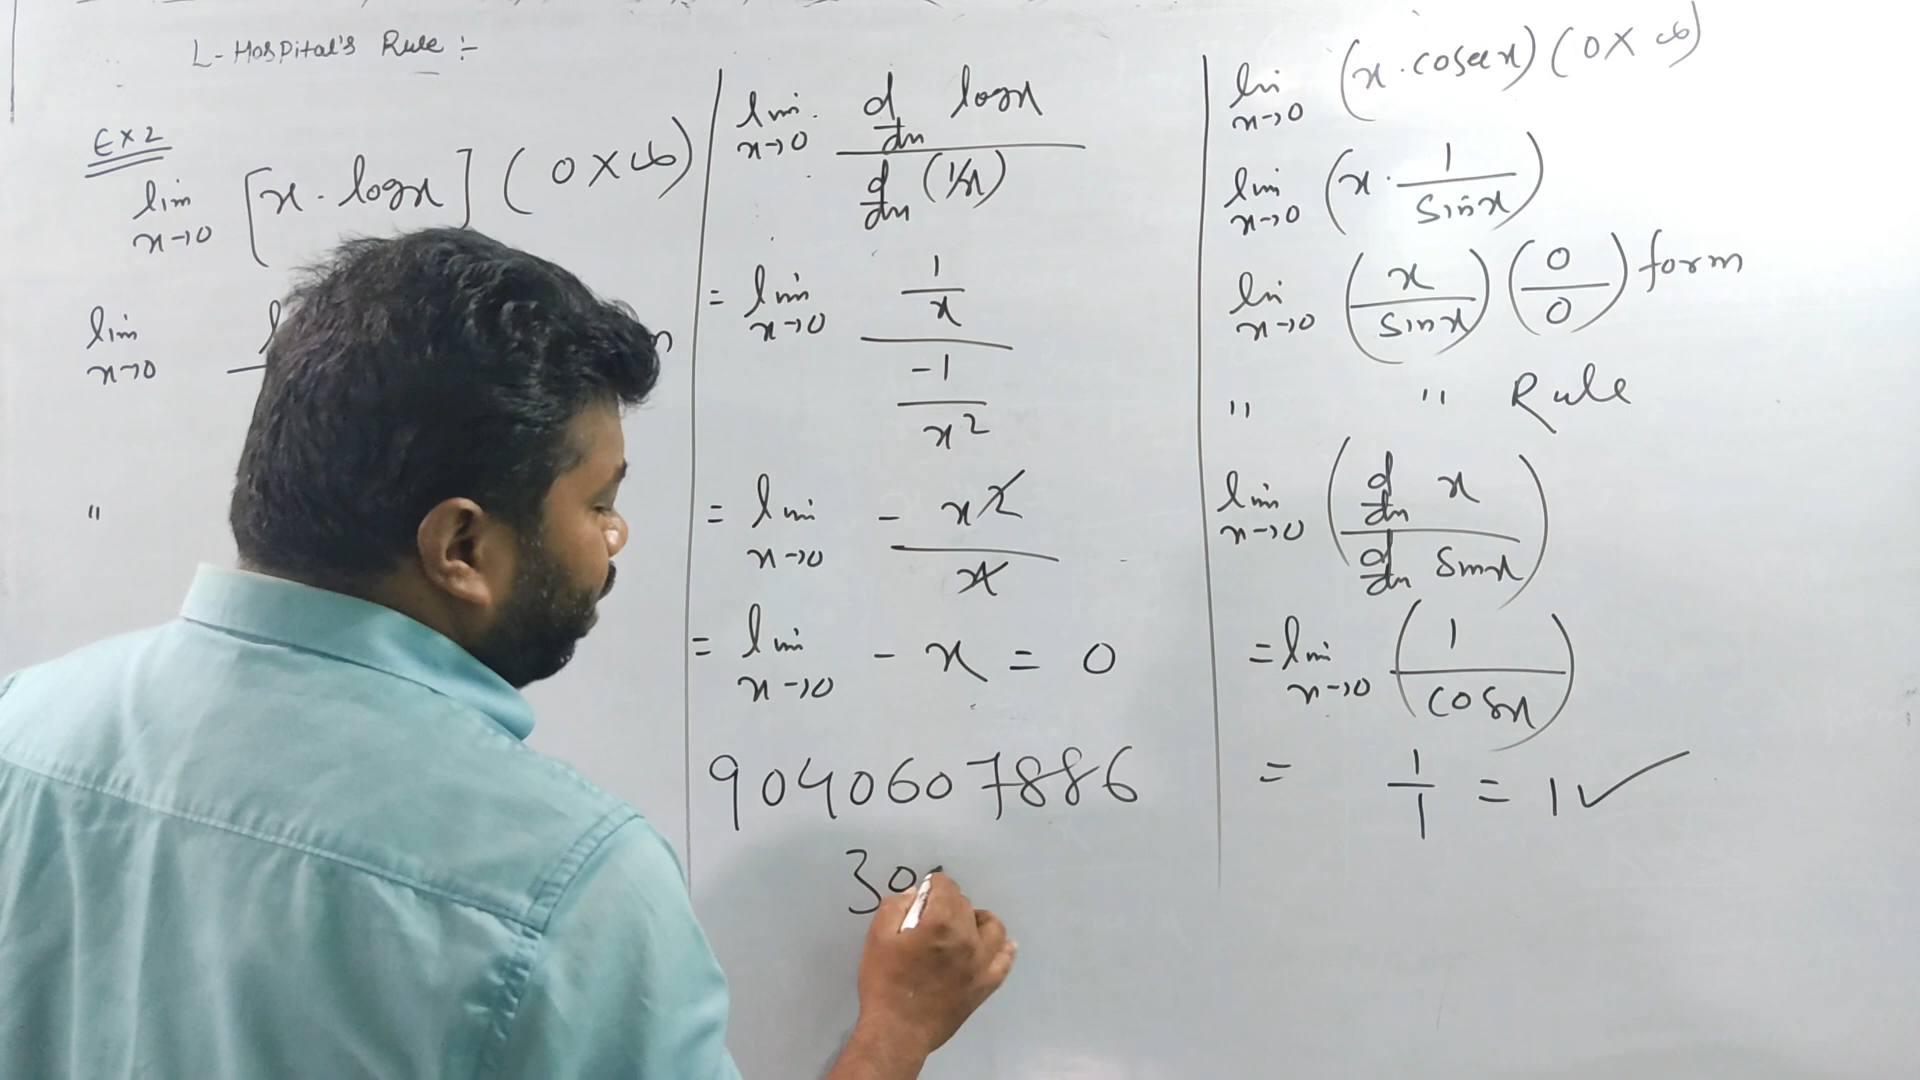 L-Hospital's Rule :-
Ex 2
lim x→0 [x · log x] (0 × ∞)
lim x→0
"
lim x→0 d/dx log x / d/dx (1/x)
= lim x→0 1/x / -1/x²
= lim x→0 - x² / x
= lim x→0 - x = 0
9040607886
30
lim x→0 (x · cosec x) (0 × ∞)
lim x→0 (x · 1/sin x)
lim x→0 (x/sin x) (0/0) form
" " Rule
lim x→0 (d/dx x / d/dx sin x)
= lim x→0 (1/cos x)
= 1/1 = 1 ✓